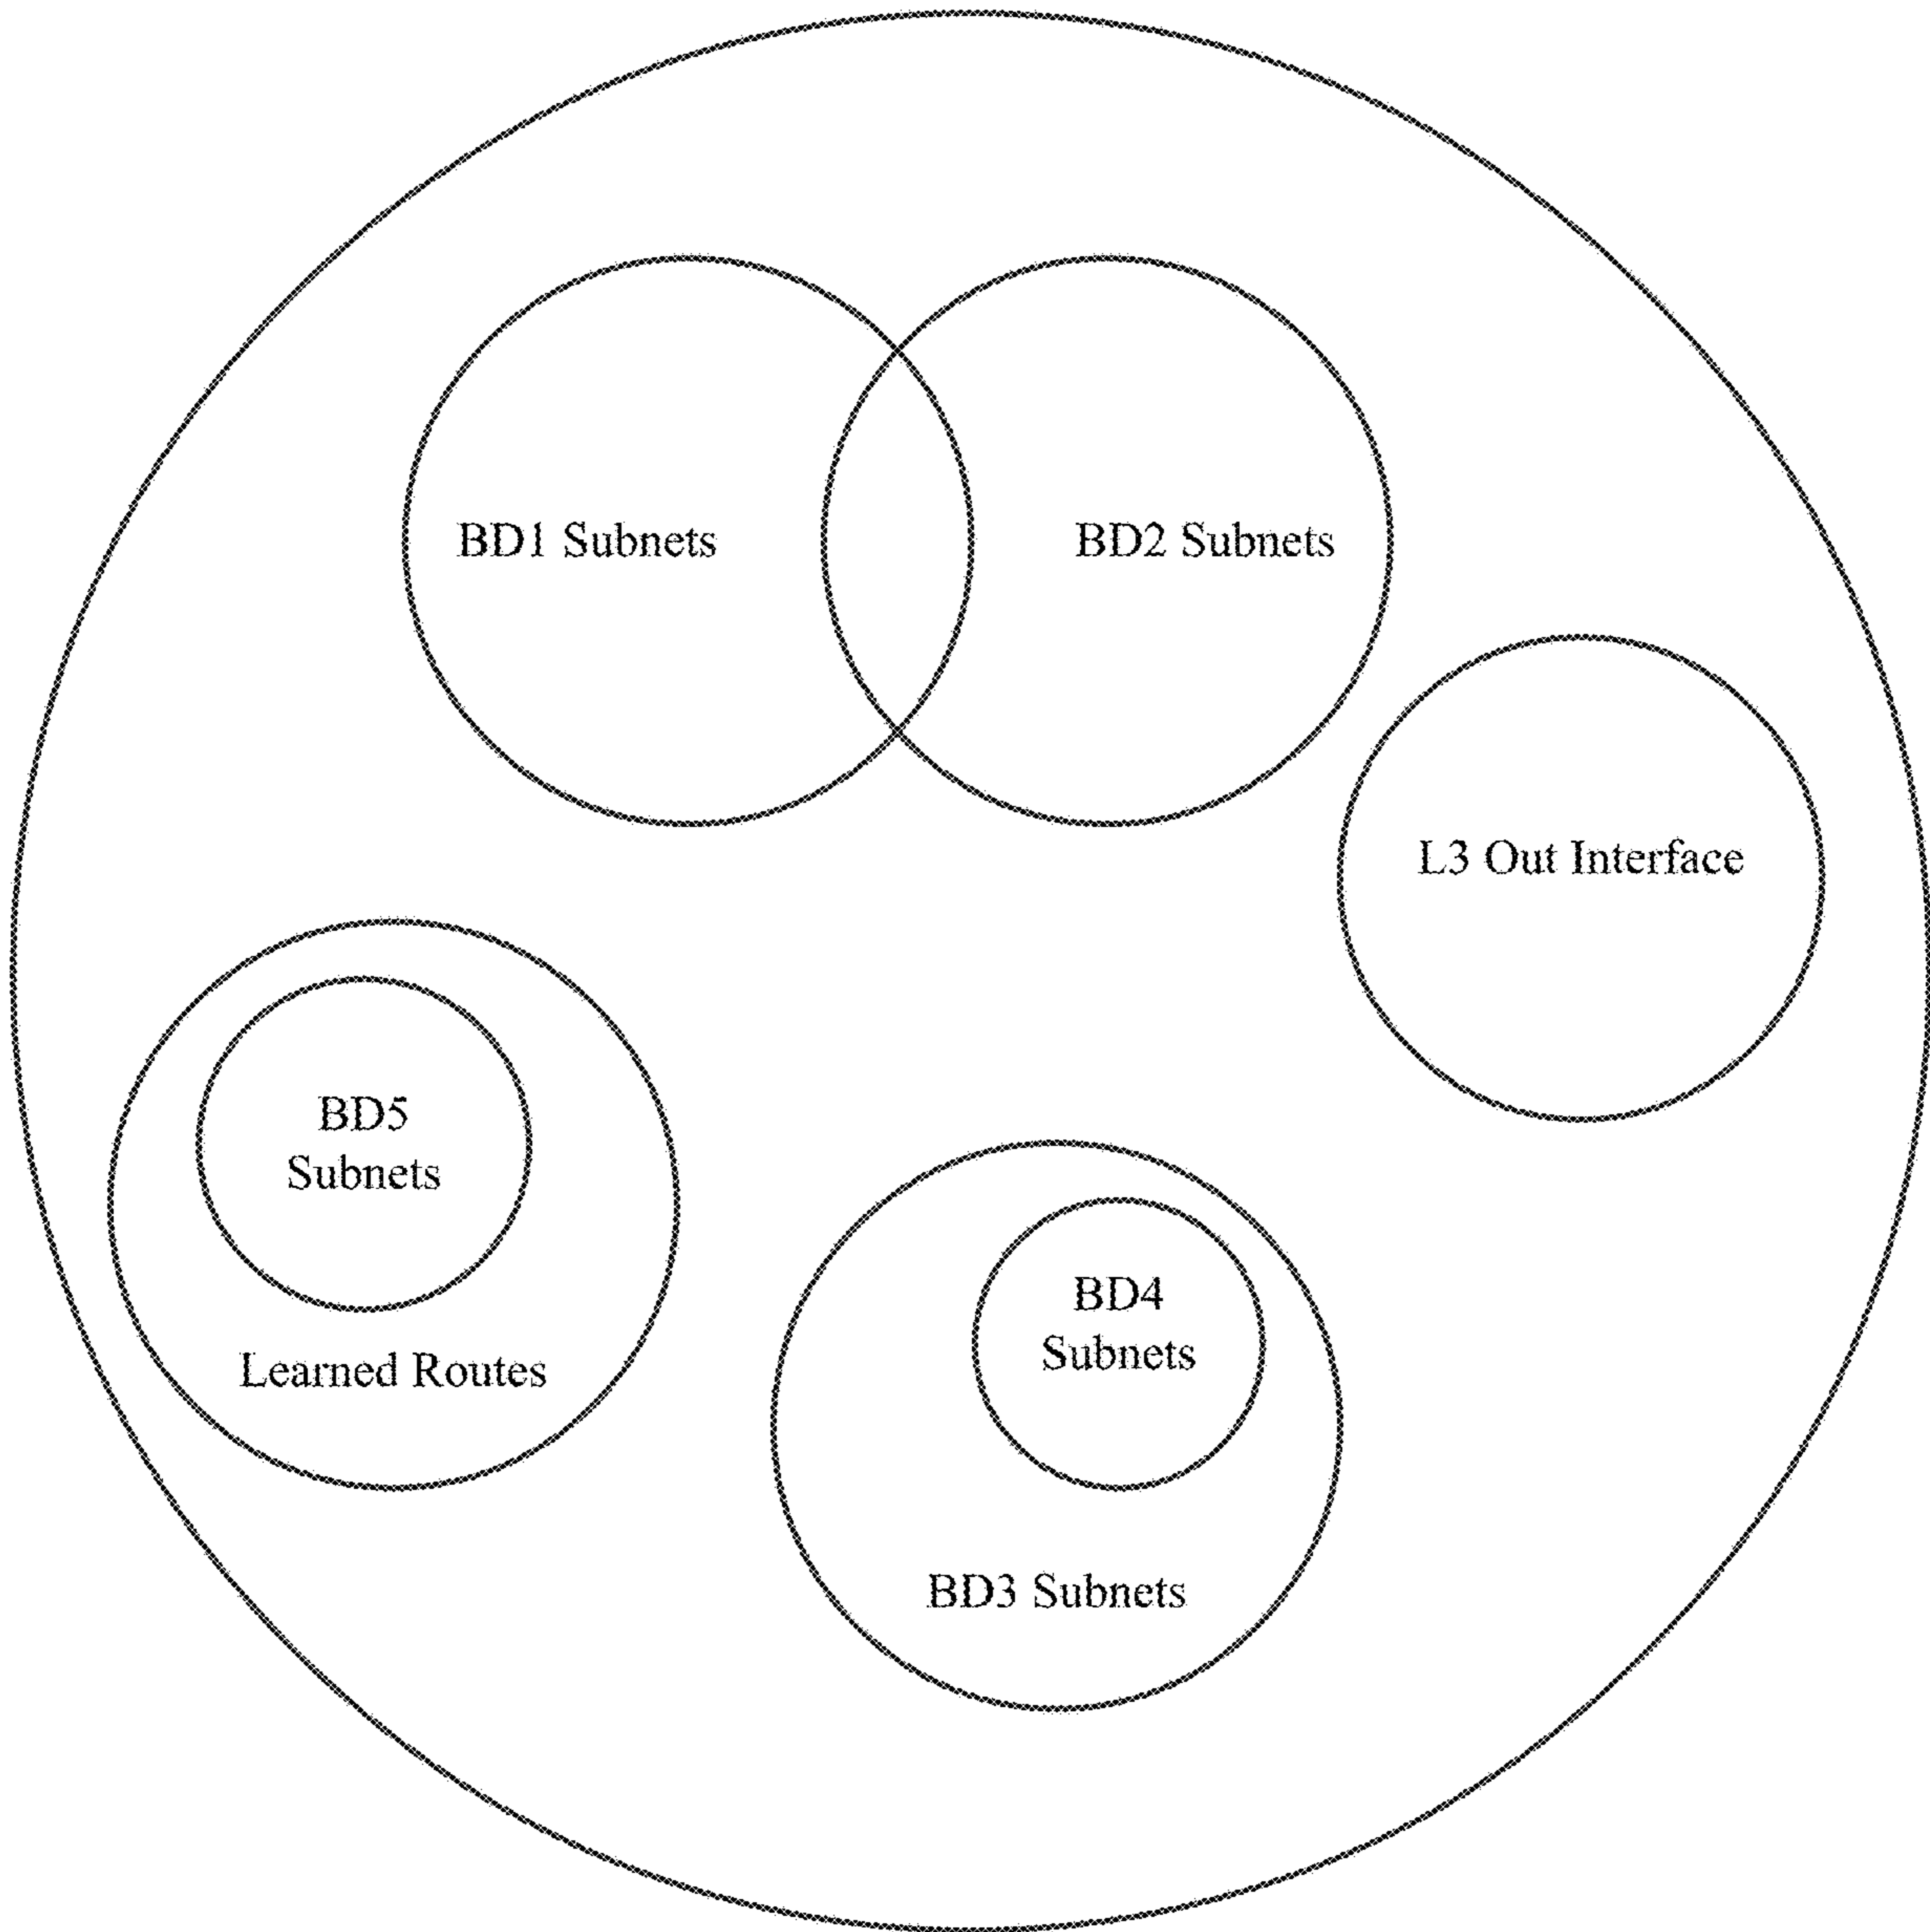 BD1 Subnets
BD2 Subnets
L3 Out Interface
BD5
Subnets
Learned Routes
BD4
Subnets
BD3 Subnets